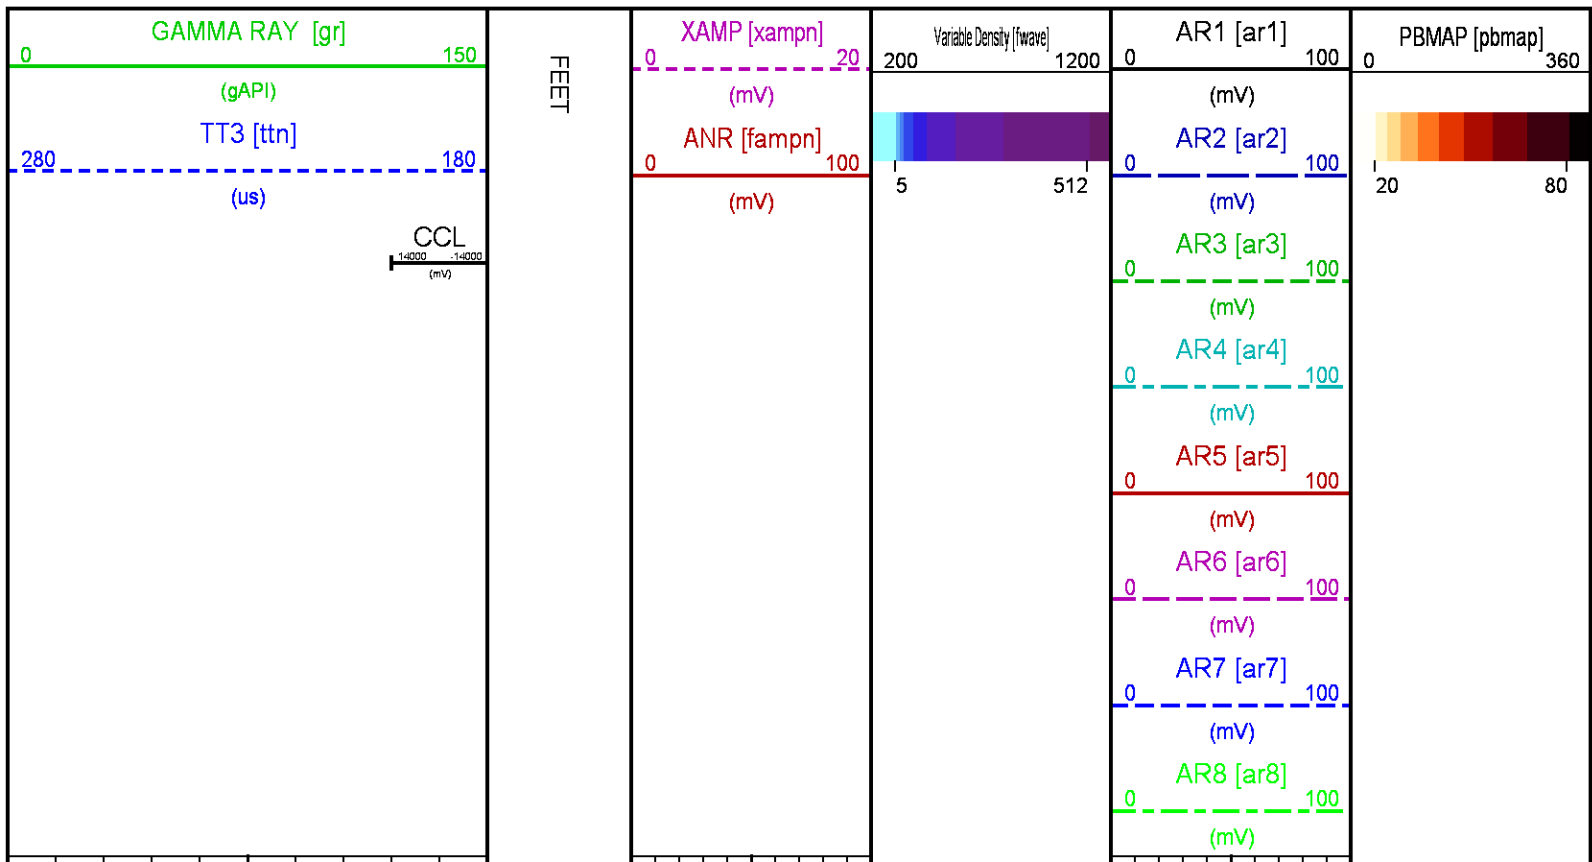 GAMMA RAY [gr]
0 150
(gAPI)
TT3 [ttn]
280 180
(us)
CCL
14000 -14000
(mV)
FEET
XAMP [xampn]
0 20
(mV)
ANR [fampn]
0 100
(mV)
Variable Density [fwave]
200 1200
5 512
AR1 [ar1]
0 100
(mV)
AR2 [ar2]
0 100
(mV)
AR3 [ar3]
0 100
(mV)
AR4 [ar4]
0 100
(mV)
AR5 [ar5]
0 100
(mV)
AR6 [ar6]
0 100
(mV)
AR7 [ar7]
0 100
(mV)
AR8 [ar8]
0 100
(mV)
PBMAP [pbmap]
0 360
20 80